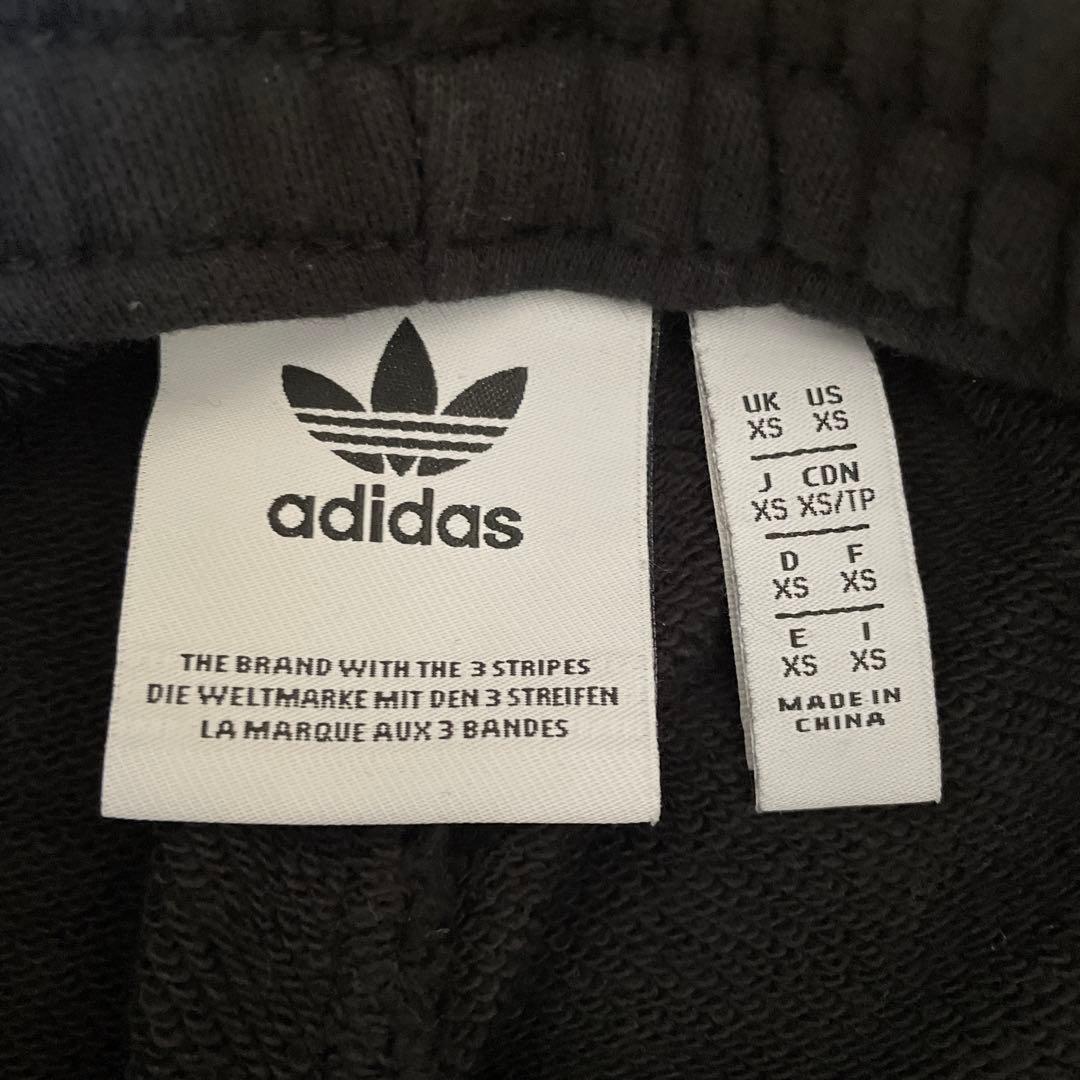 adidas
THE BRAND WITH THE 3 STRIPES
DIE WELTMARKE MIT DEN 3 STREIFEN
LA MARQUE AUX 3 BANDES
UK US
XS XS
J CDN
XS XS/TP
D F
XS XS
E I
XS XS
MADE IN
CHINA